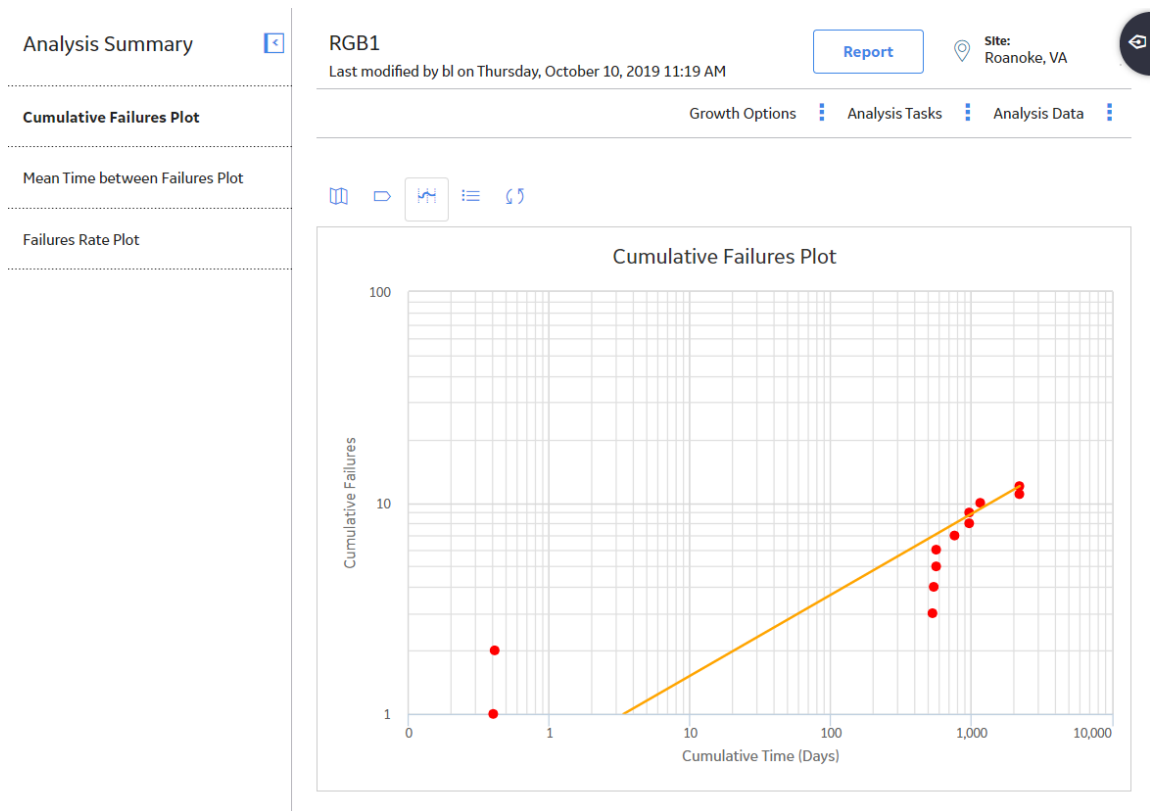 Analysis Summary
Cumulative Failures Plot
Mean Time between Failures Plot
Failures Rate Plot
RGB1
Last modified by bl on Thursday, October 10, 2019 11:19 AM
Report
Site:
Roanoke, VA
Growth Options
Analysis Tasks
Analysis Data
Cumulative Failures Plot
Cumulative Failures
100
10
1
0
1
10
100
1,000
10,000
Cumulative Time (Days)